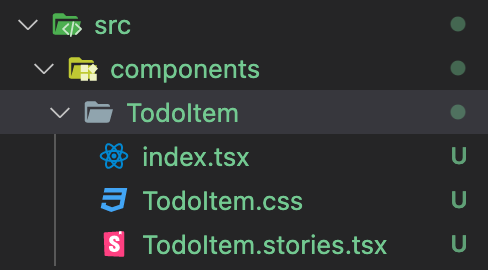 src
components
TodoItem
index.tsx U
TodoItem.css U
TodoItem.stories.tsx U